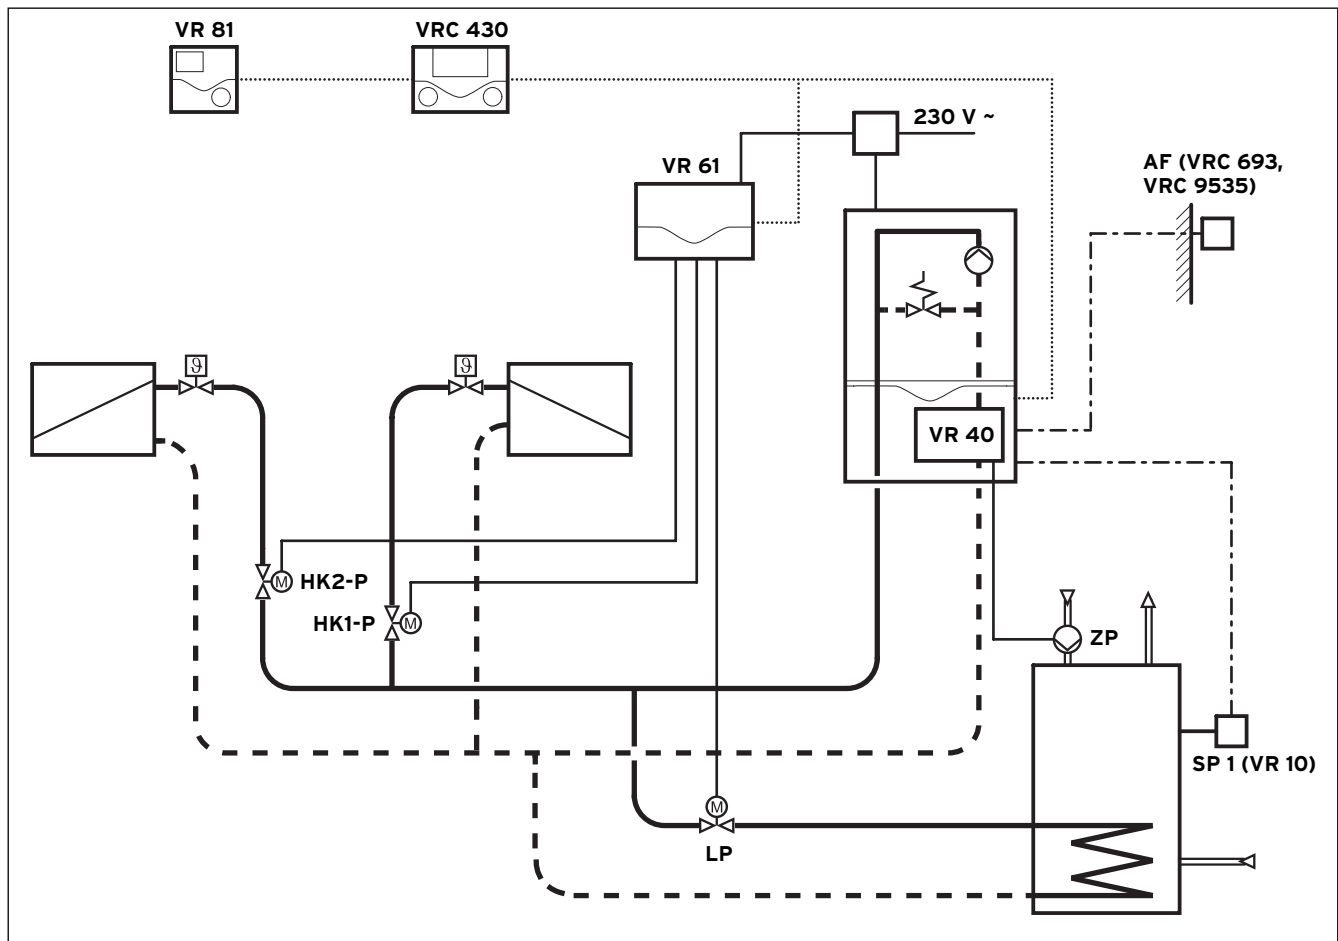 VR 81
VRC 430
230 V ~
VR 61
AF (VRC 693,
VRC 9535)
ϑ
ϑ
VR 40
M HK2-P
HK1-P M
ZP
SP 1 (VR 10)
M
LP